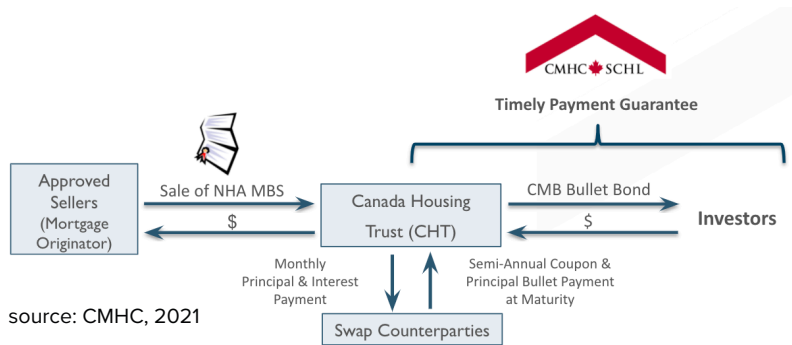 CMHC SCHL
Timely Payment Guarantee
Approved
Sellers
(Mortgage
Originator)
Sale of NHA MBS
$
Canada Housing
Trust (CHT)
CMB Bullet Bond
$
Investors
Monthly
Principal & Interest
Payment
Semi-Annual Coupon &
Principal Bullet Payment
at Maturity
source: CMHC, 2021
Swap Counterparties